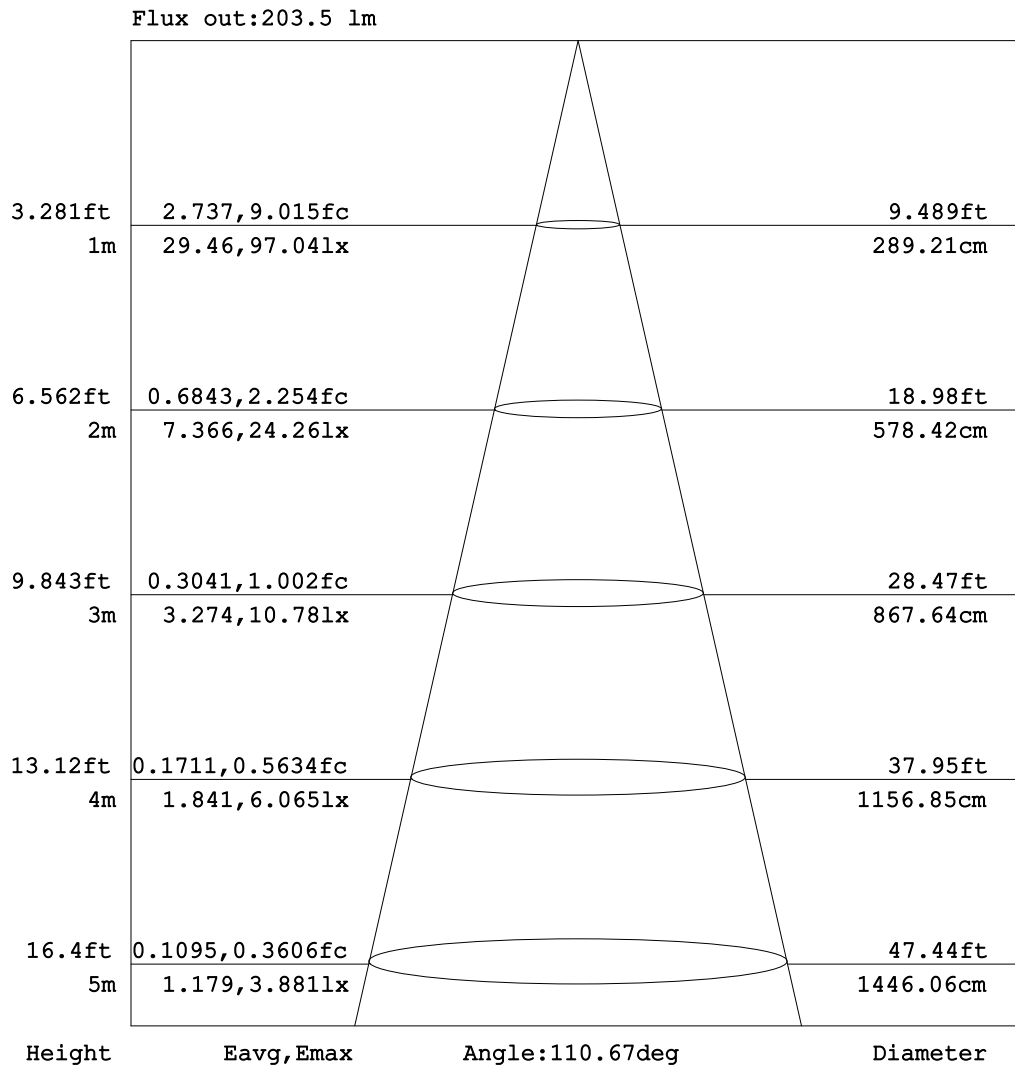 Flux out:203.5 lm
3.281ft 2.737,9.015fc 9.489ft
1m 29.46,97.04lx 289.21cm
6.562ft 0.6843,2.254fc 18.98ft
2m 7.366,24.26lx 578.42cm
9.843ft 0.3041,1.002fc 28.47ft
3m 3.274,10.78lx 867.64cm
13.12ft 0.1711,0.5634fc 37.95ft
4m 1.841,6.065lx 1156.85cm
16.4ft 0.1095,0.3606fc 47.44ft
5m 1.179,3.881lx 1446.06cm
Height Eavg,Emax Angle:110.67deg Diameter